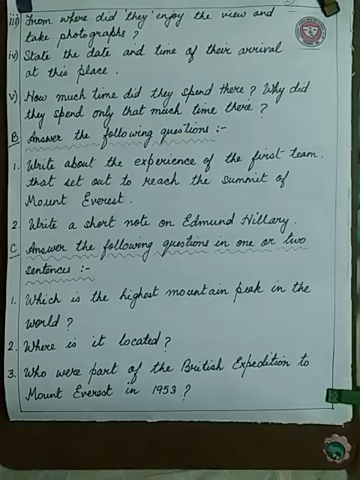 iii) From where did 'they' enjoy the view and
take photographs?
iv) State the date and time of their arrival
at this place.
v) How much time did they spend there? Why did
they spend only that much time there?
B Answer the following questions :-
1. Write about the experience of the first team
that set out to reach the summit of
Mount Everest.
2. Write a short note on Edmund Hillary.
C Answer the following questions in one or two
sentences :-
1. Which is the highest mountain peak in the
world?
2. Where is it located?
3. Who were part of the British Expedition to
Mount Everest in 1953?